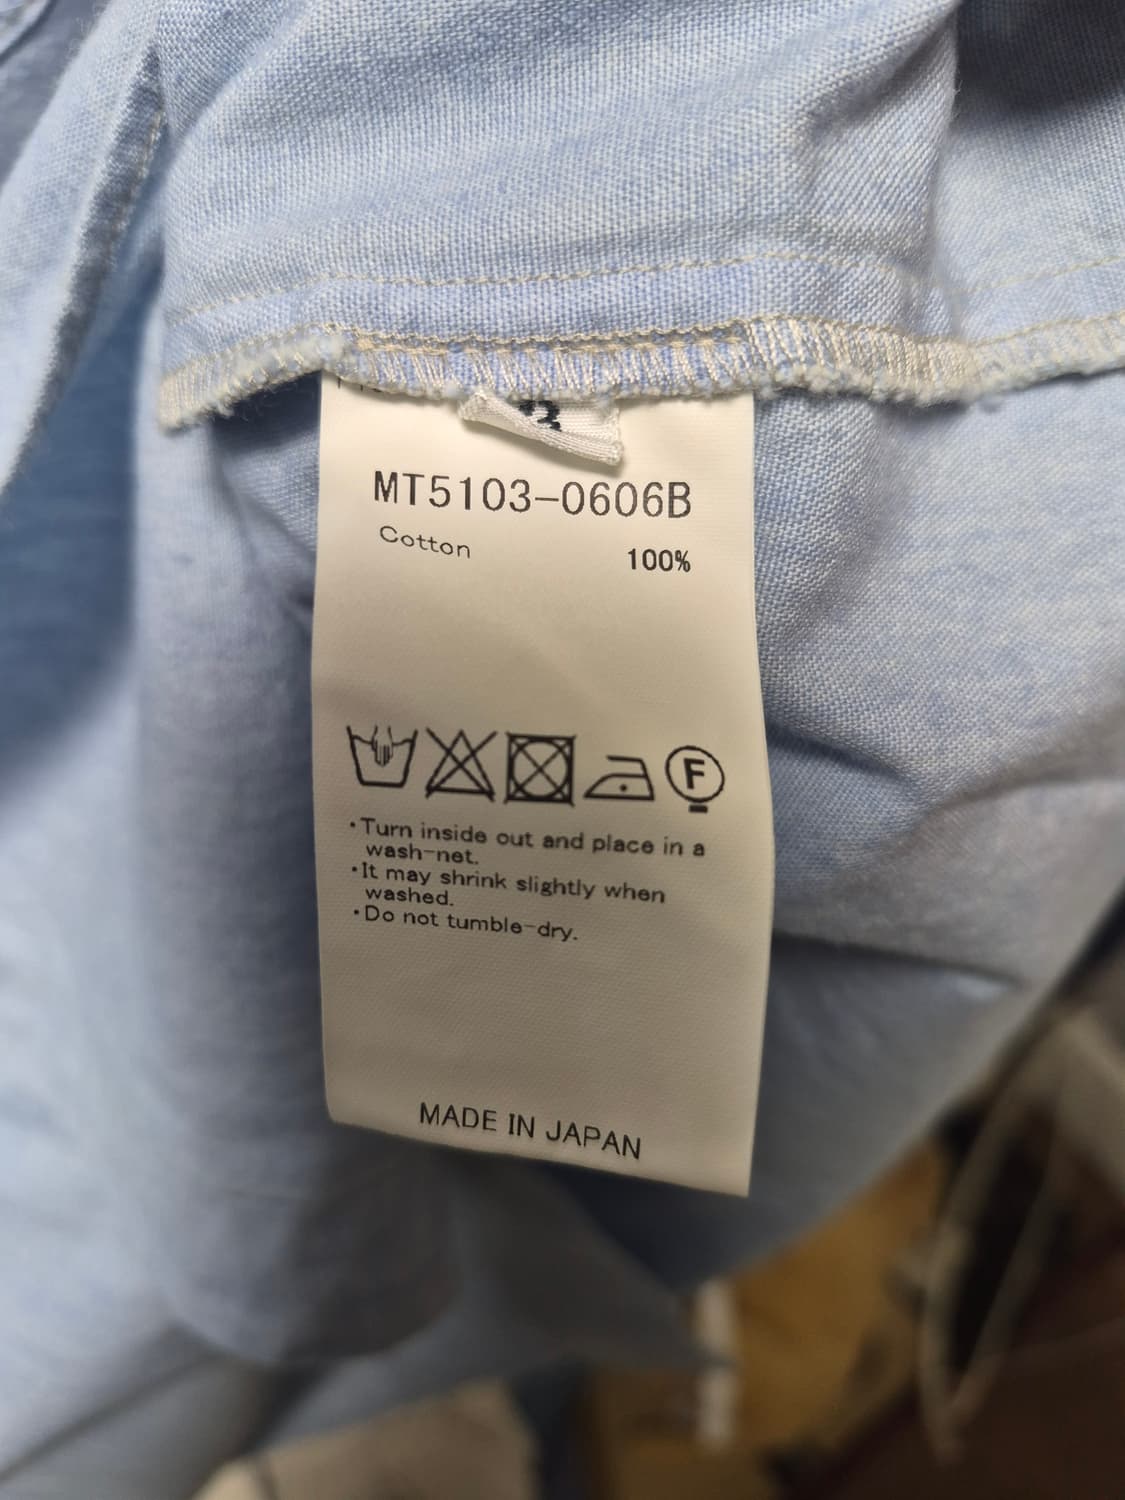 3
MT5103-0606B
Cotton 100%
F
・Turn inside out and place in a
wash-net.
・It may shrink slightly when
washed.
・Do not tumble-dry.
MADE IN JAPAN